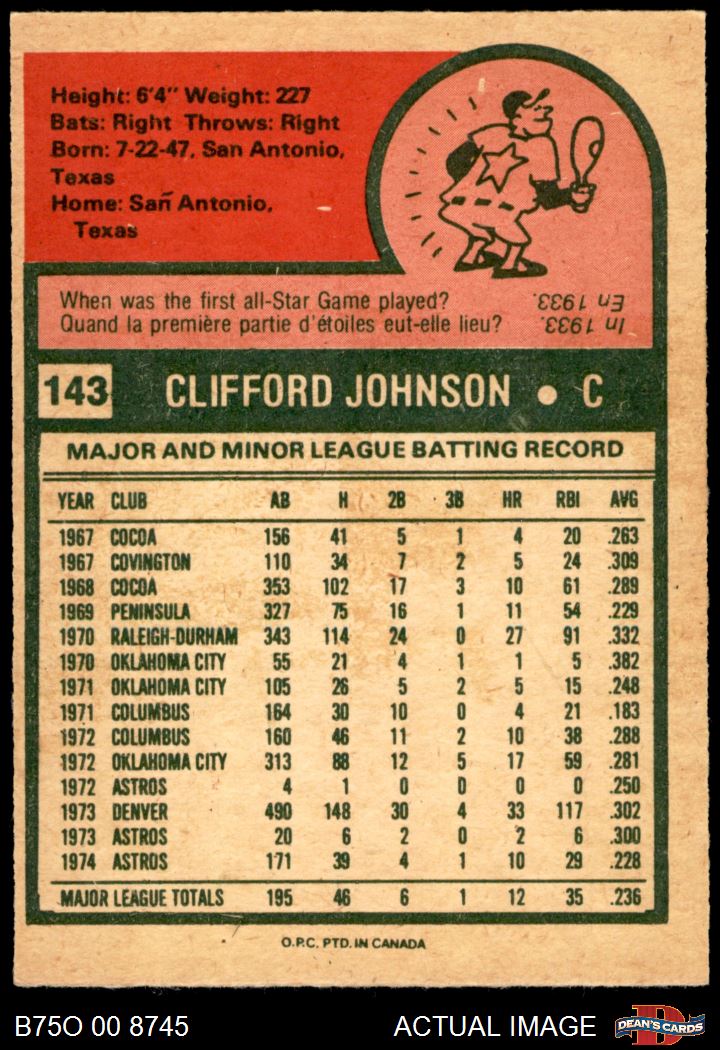 Height: 6'4" Weight: 227
Bats: Right Throws: Right
Born: 7-22-47, San Antonio,
Texas
Home: San Antonio,
Texas
When was the first all-Star Game played?
Quand la première partie d'étoiles eut-elle lieu?
In 1933.
En 1933.
143 CLIFFORD JOHNSON • C
MAJOR AND MINOR LEAGUE BATTING RECORD
YEAR CLUB AB H 2B 3B HR RBI AVG
1967 COCOA 156 41 5 1 4 20 .263
1967 COVINGTON 110 34 7 2 5 24 .309
1968 COCOA 353 102 17 3 10 61 .289
1969 PENINSULA 327 75 16 1 11 54 .229
1970 RALEIGH-DURHAM 343 114 24 0 27 91 .332
1970 OKLAHOMA CITY 55 21 4 1 1 5 .382
1971 OKLAHOMA CITY 105 26 5 2 5 15 .248
1971 COLUMBUS 164 30 10 0 4 21 .183
1972 COLUMBUS 160 46 11 2 10 38 .288
1972 OKLAHOMA CITY 313 88 12 5 17 59 .281
1972 ASTROS 4 1 0 0 0 0 .250
1973 DENVER 490 148 30 4 33 117 .302
1973 ASTROS 20 6 2 0 2 6 .300
1974 ASTROS 171 39 4 1 10 29 .228
MAJOR LEAGUE TOTALS 195 46 6 1 12 35 .236
O.P.C. PTD. IN CANADA
B75O 00 8745 ACTUAL IMAGE
D
DEAN'S CARDS